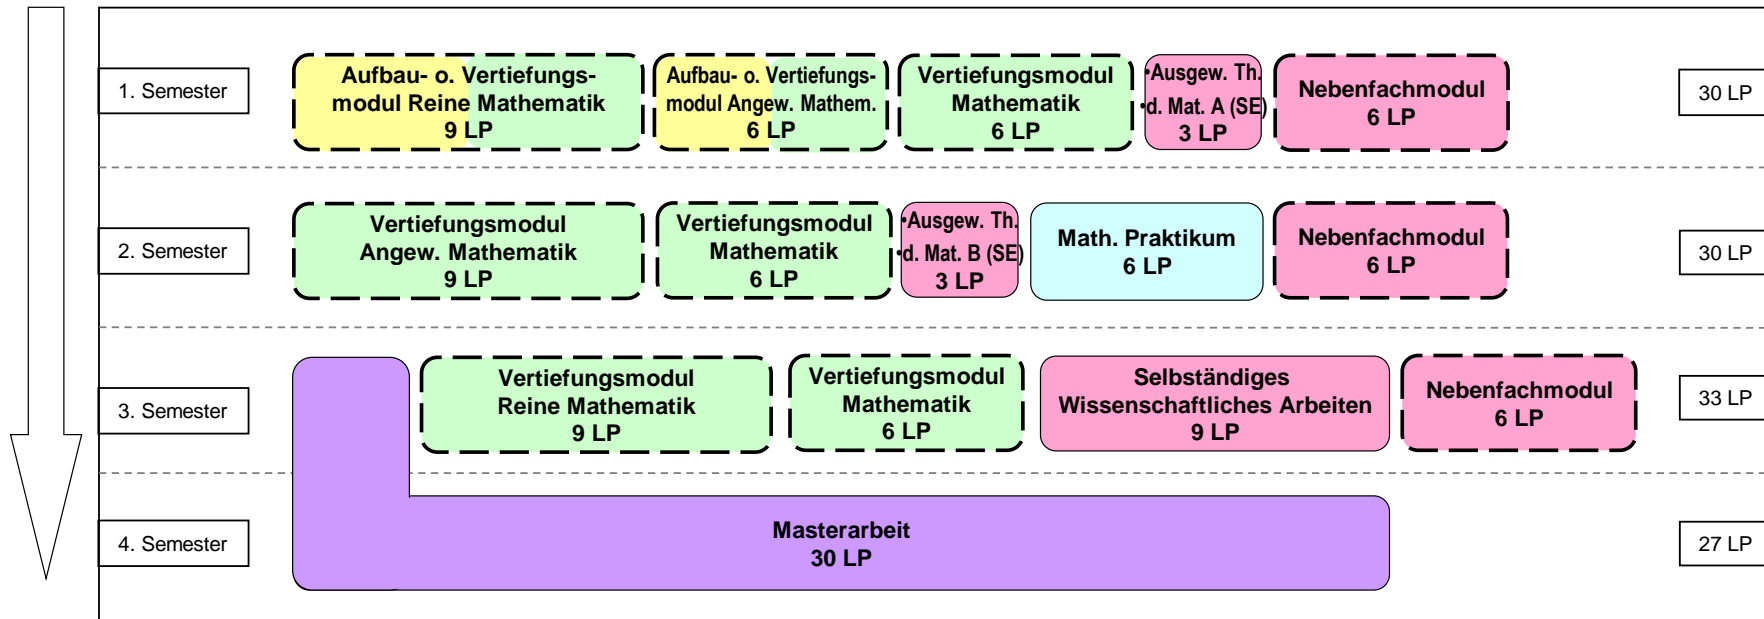 1. Semester
Aufbau- o. Vertiefungs-
modul Reine Mathematik
9 LP
Aufbau- o. Vertiefungs-
modul Angew. Mathem.
6 LP
Vertiefungsmodul
Mathematik
6 LP
•Ausgew. Th.
•d. Mat. A (SE)
3 LP
Nebenfachmodul
6 LP
30 LP
2. Semester
Vertiefungsmodul
Angew. Mathematik
9 LP
Vertiefungsmodul
Mathematik
6 LP
•Ausgew. Th.
•d. Mat. B (SE)
3 LP
Math. Praktikum
6 LP
Nebenfachmodul
6 LP
30 LP
3. Semester
Vertiefungsmodul
Reine Mathematik
9 LP
Vertiefungsmodul
Mathematik
6 LP
Selbständiges
Wissenschaftliches Arbeiten
9 LP
Nebenfachmodul
6 LP
33 LP
4. Semester
Masterarbeit
30 LP
27 LP